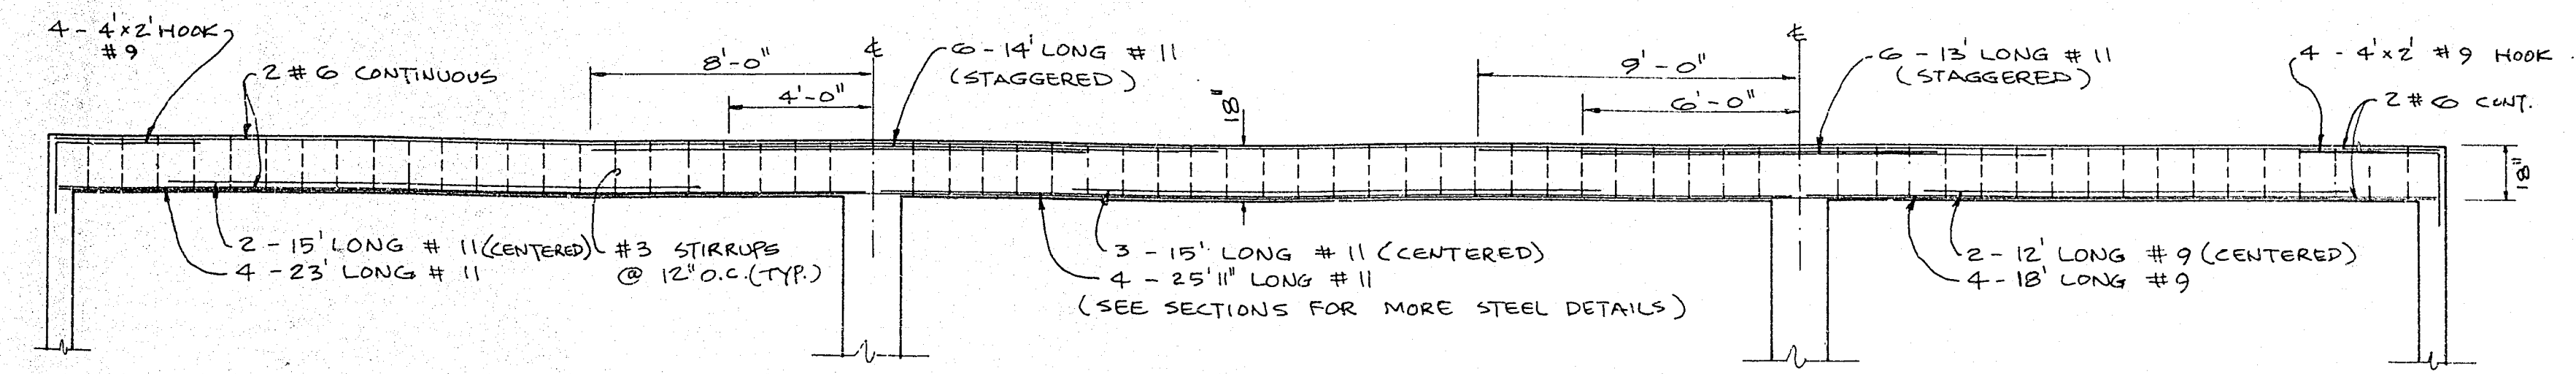 4 - 4'x2' HOOK
#9
2 #6 CONTINUOUS
8'-0"
4'-0"
℄
6 - 14' LONG # 11
(STAGGERED)
18"
9'-0"
6'-0"
℄
6 - 13' LONG # 11
(STAGGERED)
4 - 4'x2' #9 HOOK
2 #6 CONT.
18"
2 - 15' LONG # 11 (CENTERED)
4 - 23' LONG # 11
#3 STIRRUPS
@ 12" O.C. (TYP.)
3 - 15' LONG # 11 (CENTERED)
4 - 25'11" LONG # 11
(SEE SECTIONS FOR MORE STEEL DETAILS)
2 - 12' LONG #9 (CENTERED)
4 - 18' LONG #9